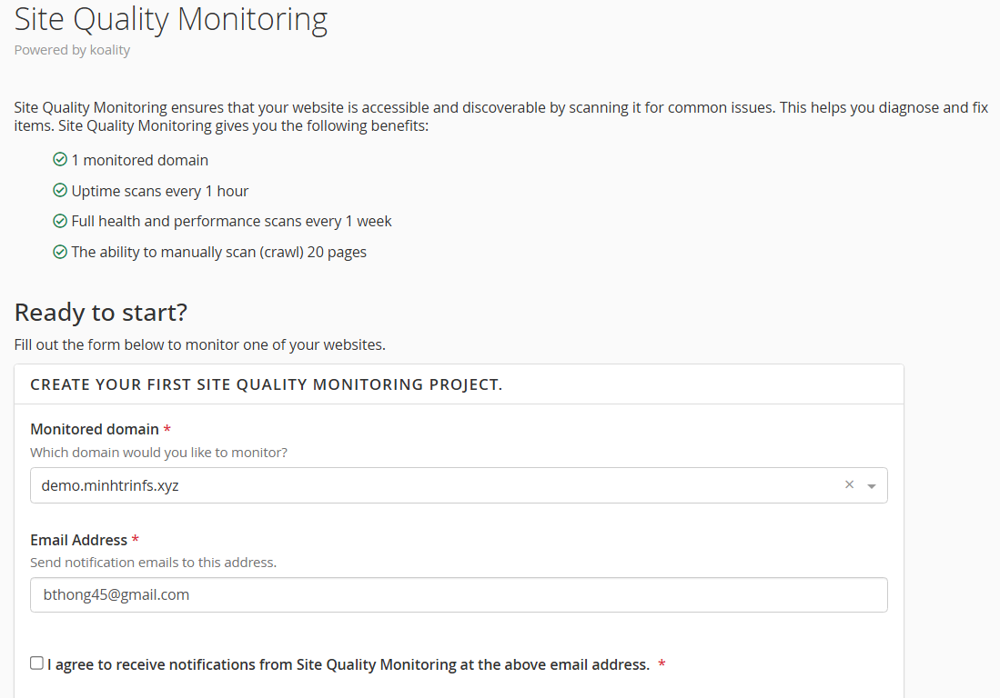 Site Quality Monitoring
Powered by koality
Site Quality Monitoring ensures that your website is accessible and discoverable by scanning it for common issues. This helps you diagnose and fix
items. Site Quality Monitoring gives you the following benefits:
1 monitored domain
Uptime scans every 1 hour
Full health and performance scans every 1 week
The ability to manually scan (crawl) 20 pages
Ready to start?
Fill out the form below to monitor one of your websites.
CREATE YOUR FIRST SITE QUALITY MONITORING PROJECT.
Monitored domain *
Which domain would you like to monitor?
demo.minhtrinfs.xyz
Email Address *
Send notification emails to this address.
bthong45@gmail.com
I agree to receive notifications from Site Quality Monitoring at the above email address. *